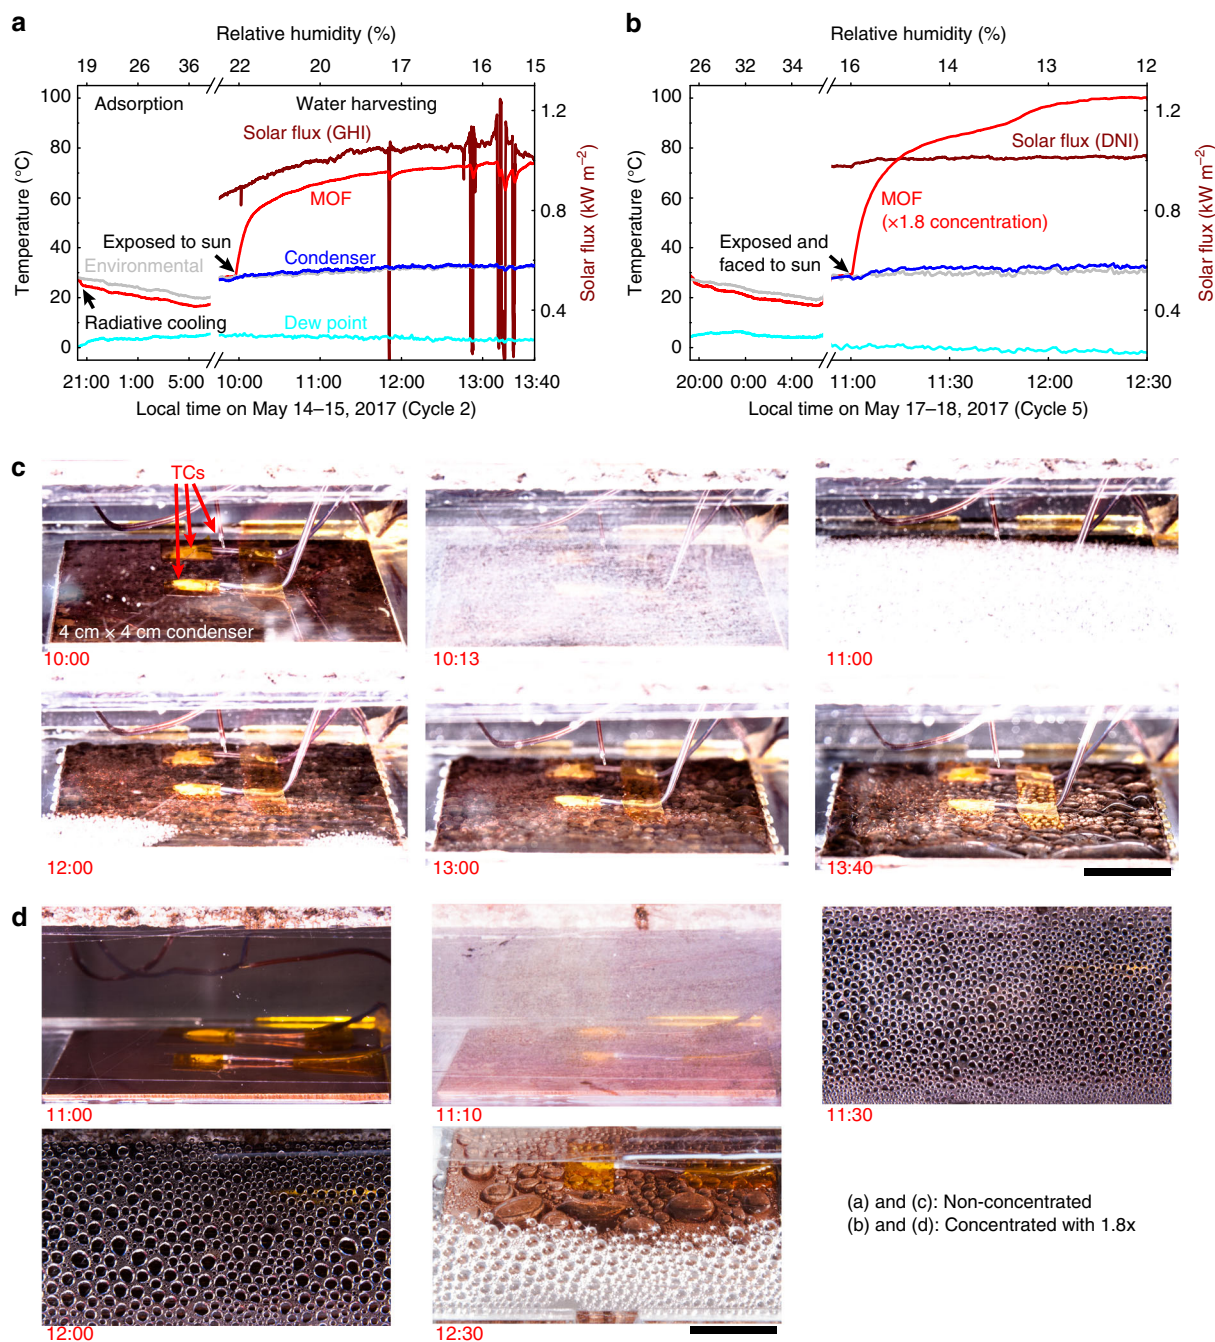 a
Relative humidity (%)
19 26 36 22 20 17 16 15
100 80 60 40 20 0
Temperature (°C)
Adsorption
Water harvesting
Solar flux (GHI)
MOF
Exposed to sun
Environmental
Condenser
Radiative cooling
Dew point
1.2 0.8 0.4
Solar flux (kW m−2)
21:00 1:00 5:00 10:00 11:00 12:00 13:00 13:40
Local time on May 14–15, 2017 (Cycle 2)
b
Relative humidity (%)
26 32 34 16 14 13 12
100 80 60 40 20 0
Temperature (°C)
Solar flux (DNI)
MOF
(×1.8 concentration)
Exposed and
faced to sun
1.2 0.8 0.4
Solar flux (kW m−2)
20:00 0:00 4:00 11:00 11:30 12:00 12:30
Local time on May 17–18, 2017 (Cycle 5)
c
TCs
4 cm × 4 cm condenser
10:00
10:13
11:00
12:00
13:00
13:40
d
11:00
11:10
11:30
12:00
12:30
(a) and (c): Non-concentrated
(b) and (d): Concentrated with 1.8x